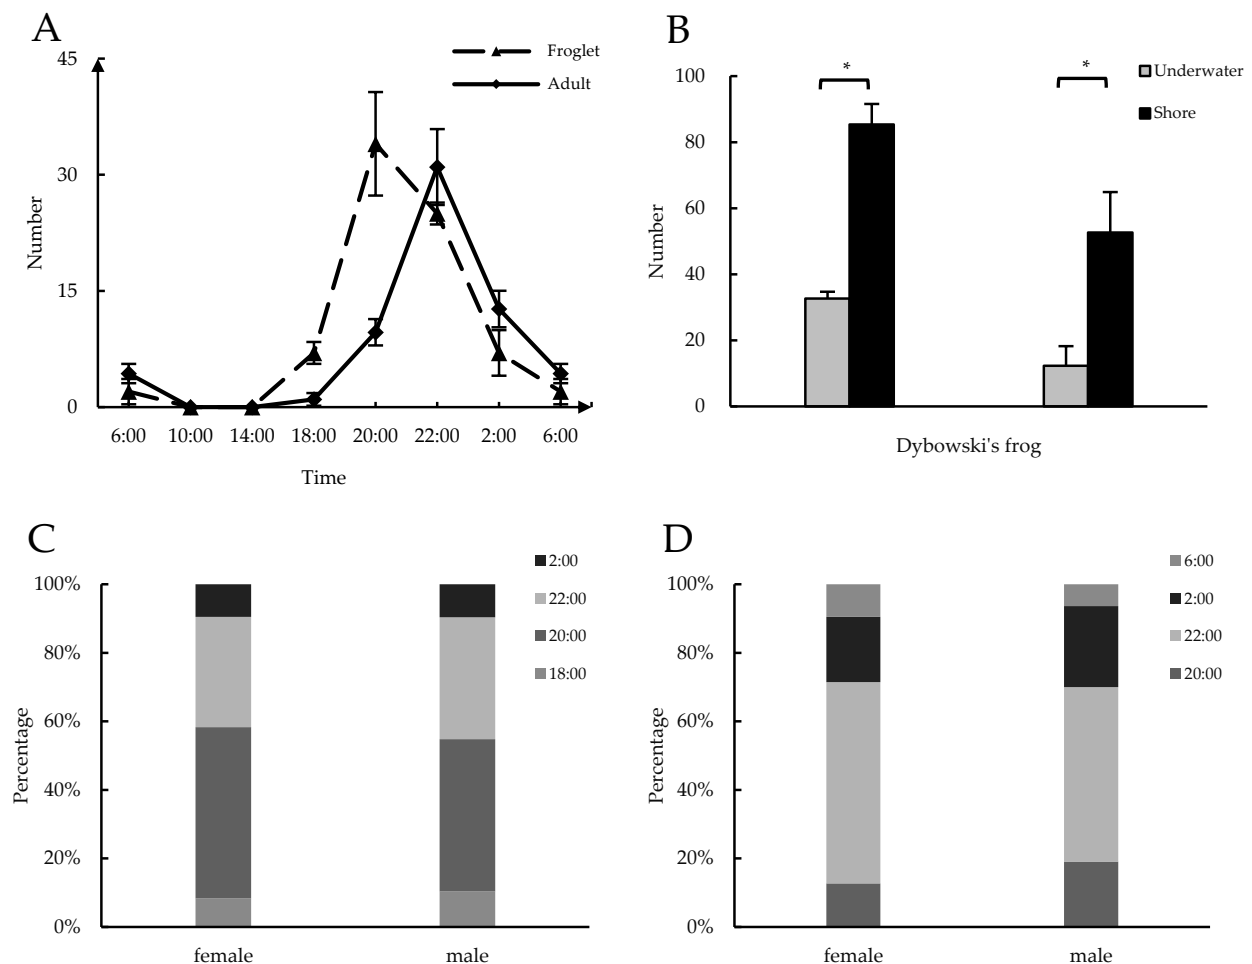 A
45
30
15
0
Number
6:00 10:00 14:00 18:00 20:00 22:00 2:00 6:00
Time
Froglet
Adult
B
100
80
60
40
20
0
Number
* *
Underwater
Shore
Dybowski's frog
C
100%
80%
60%
40%
20%
0%
Percentage
female male
2:00
22:00
20:00
18:00
D
100%
80%
60%
40%
20%
0%
Percentage
female male
6:00
2:00
22:00
20:00